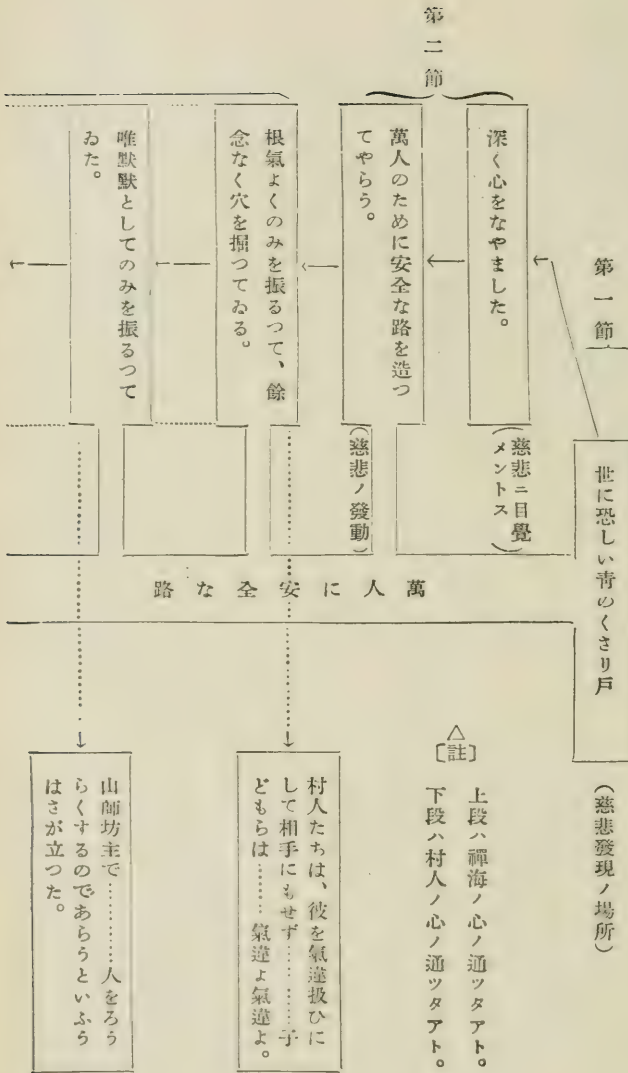 第一節
世に恐しい青のくさり戸
(慈悲發現ノ場所)
△
〔註〕
上段ハ禪海ノ心ノ通ツタアト。
下段ハ村人ノ心ノ通ツタアト。
第二節
深く心をなやました。
(慈悲ニ目覺
メントス)
萬人のために安全な路を造つ
てやらう。
(慈悲ノ發動)
萬人に安全な路
根氣よくのみを振るつて、餘
念なく穴を掘つてゐる。
村人たちは、彼を氣違扱ひに
して相手にもせず…………子
どもらは………氣違よ氣違よ。
唯默默としてのみを振るつて
ゐた。
山師坊主で…………人をろう
らくするのであらうといふう
はさが立つた。